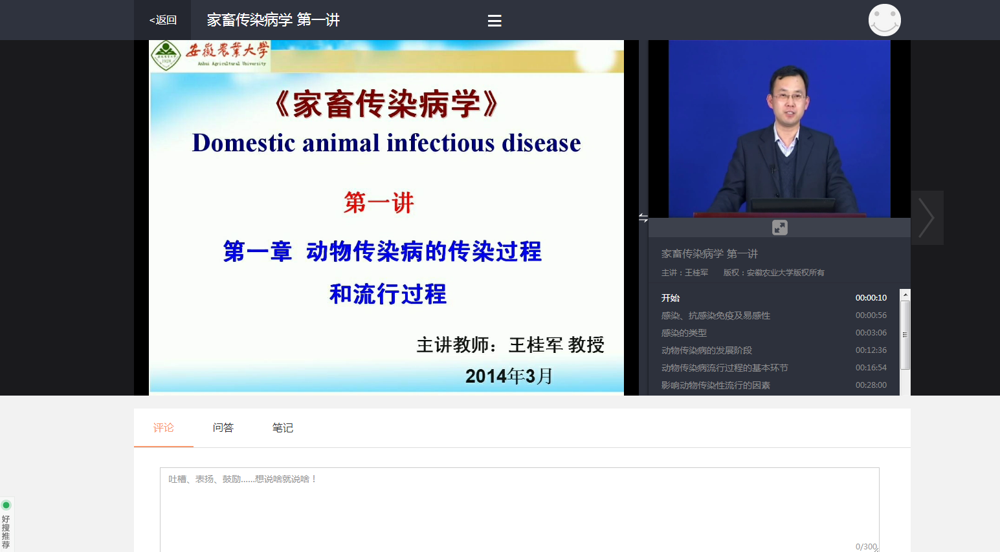 <返回
家畜传染病学 第一讲
安徽农业大学
Anhui Agricultural University
1928
《家畜传染病学》
Domestic animal infectious disease
第一讲
第一章 动物传染病的传染过程
和流行过程
主讲教师：王桂军 教授
2014年3月
家畜传染病学 第一讲
主讲：王桂军 版权：安徽农业大学版权所有
开始 00:00:10
感染、抗感染免疫及易感性 00:00:56
感染的类型 00:03:06
动物传染病的发展阶段 00:12:36
动物传染病流行过程的基本环节 00:16:54
影响动物传染性流行的因素 00:28:00
评论 问答 笔记
吐槽、表扬、鼓励......想说啥就说啥！
0/300
好搜推荐